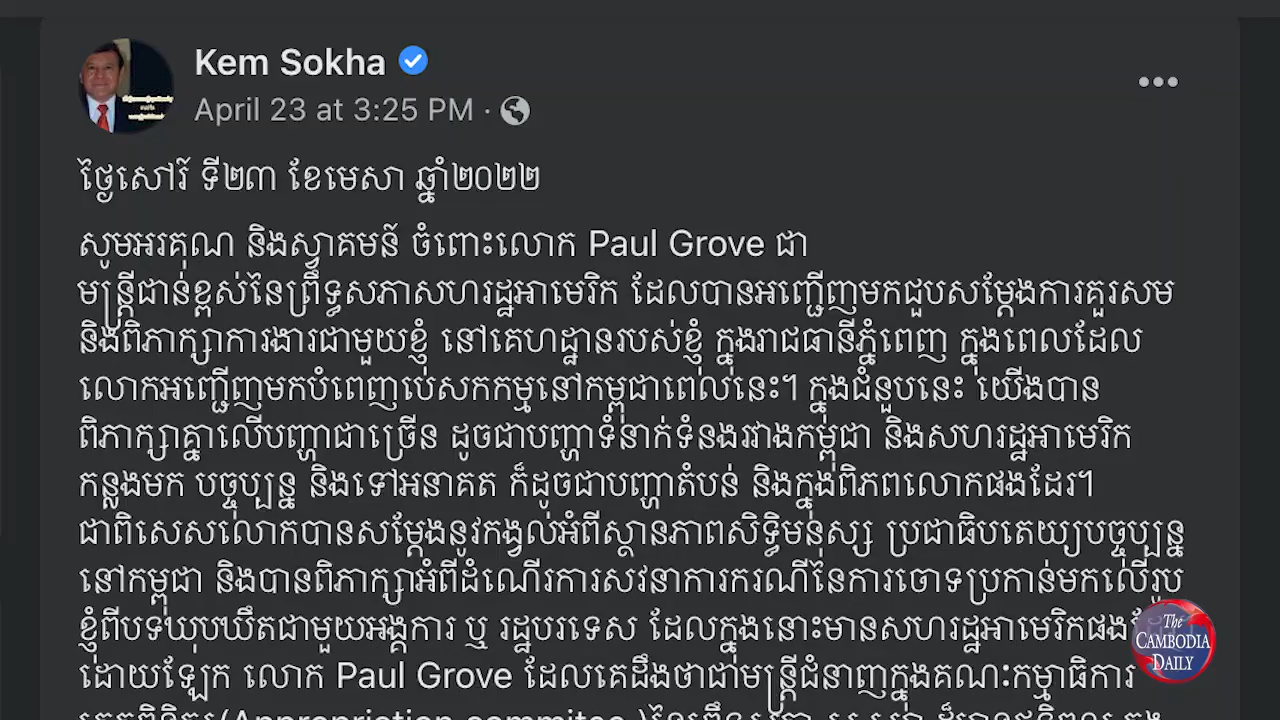 Kem Sokha
April 23 at 3:25 PM ·
ថ្ងៃសៅរ៍ ទី២៣ ខែមេសា ឆ្នាំ២០២២
សូមអរគុណ និងស្វាគមន៍ ចំពោះលោក Paul Grove ជា
មន្ត្រីជាន់ខ្ពស់នៃព្រឹទ្ធសភាសហរដ្ឋអាមេរិក ដែលបានអញ្ជើញមកជួបសម្តែងការគួរសម
និងពិភាក្សាការងារជាមួយខ្ញុំ នៅគេហដ្ឋានរបស់ខ្ញុំ ក្នុងរាជធានីភ្នំពេញ ក្នុងពេលដែល
លោកអញ្ជើញមកបំពេញបេសកកម្មនៅកម្ពុជាពេលនេះ។ ក្នុងជំនួបនេះ យើងបាន
ពិភាក្សាគ្នាលើបញ្ហាជាច្រើន ដូចជាបញ្ហាទំនាក់ទំនងរវាងកម្ពុជា និងសហរដ្ឋអាមេរិក
កន្លងមក បច្ចុប្បន្ន និងទៅអនាគត ក៏ដូចជាបញ្ហាតំបន់ និងក្នុងពិភពលោកផងដែរ។
ជាពិសេសលោកបានសម្តែងនូវកង្វល់អំពីស្ថានភាពសិទ្ធិមនុស្ស ប្រជាធិបតេយ្យបច្ចុប្បន្ន
នៅកម្ពុជា និងបានពិភាក្សាអំពីដំណើរការសវនាការករណីនៃការចោទប្រកាន់មកលើរូប
ខ្ញុំពីបទឃុបឃិតជាមួយអង្គការ ឬ រដ្ឋបរទេស ដែលក្នុងនោះមានសហរដ្ឋអាមេរិកផង
ដោយឡែក លោក Paul Grove ដែលគេដឹងថាជាមន្ត្រីជំនាញក្នុងគណៈកម្មាធិការ
(Appropriation commitee )
The
CAMBODIA
DAILY